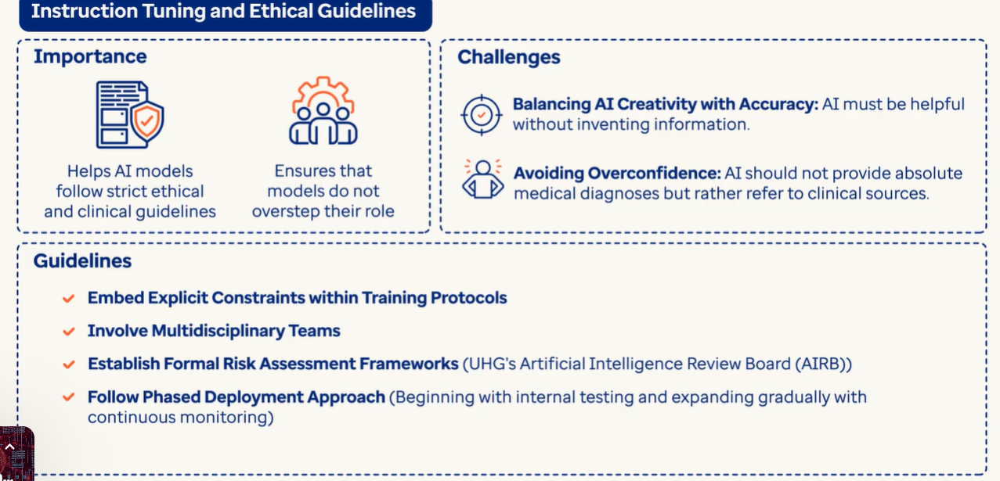 Instruction Tuning and Ethical Guidelines
Importance
Helps AI models
follow strict ethical
and clinical guidelines
Ensures that
models do not
overstep their role
Challenges
Balancing AI Creativity with Accuracy: AI must be helpful
without inventing information.
Avoiding Overconfidence: AI should not provide absolute
medical diagnoses but rather refer to clinical sources.
Guidelines
Embed Explicit Constraints within Training Protocols
Involve Multidisciplinary Teams
Establish Formal Risk Assessment Frameworks (UHG's Artificial Intelligence Review Board (AIRB))
Follow Phased Deployment Approach (Beginning with internal testing and expanding gradually with
continuous monitoring)